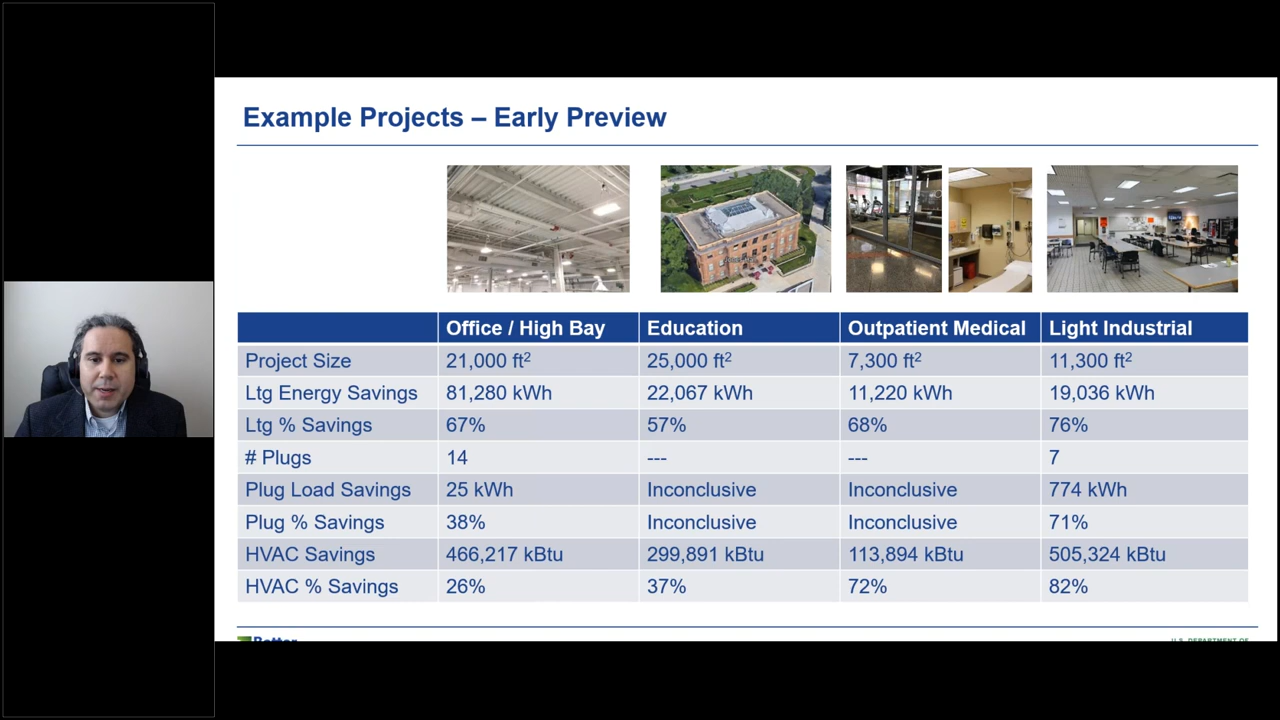 Example Projects – Early Preview
Office / High Bay Education Outpatient Medical Light Industrial
Project Size 21,000 ft² 25,000 ft² 7,300 ft² 11,300 ft²
Ltg Energy Savings 81,280 kWh 22,067 kWh 11,220 kWh 19,036 kWh
Ltg % Savings 67% 57% 68% 76%
# Plugs 14 --- --- 7
Plug Load Savings 25 kWh Inconclusive Inconclusive 774 kWh
Plug % Savings 38% Inconclusive Inconclusive 71%
HVAC Savings 466,217 kBtu 299,891 kBtu 113,894 kBtu 505,324 kBtu
HVAC % Savings 26% 37% 72% 82%
Better
U.S. DEPARTMENT OF